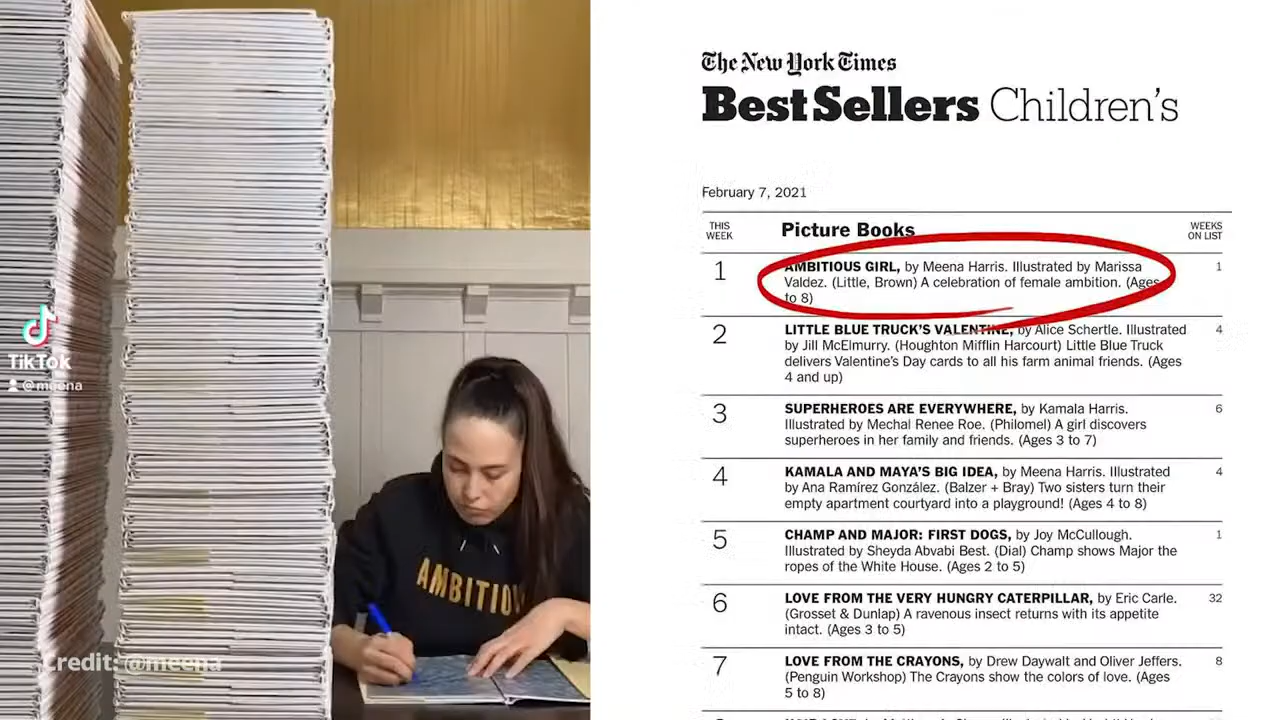 TikTok
@meena
AMBITIOU
Credit: @meena
The New York Times
Best Sellers Children's
February 7, 2021
THIS
WEEK
Picture Books
WEEKS
ON LIST
1
AMBITIOUS GIRL, by Meena Harris. Illustrated by Marissa
1
Valdez. (Little, Brown) A celebration of female ambition. (Ages
to 8)
2
LITTLE BLUE TRUCK'S VALENTINE, by Alice Schertle. Illustrated
4
by Jill McElmurry. (Houghton Mifflin Harcourt) Little Blue Truck
delivers Valentine's Day cards to all his farm animal friends. (Ages
4 and up)
3
SUPERHEROES ARE EVERYWHERE, by Kamala Harris.
6
Illustrated by Mechal Renee Roe. (Philomel) A girl discovers
superheroes in her family and friends. (Ages 3 to 7)
4
KAMALA AND MAYA'S BIG IDEA, by Meena Harris. Illustrated
4
by Ana Ramírez González. (Balzer + Bray) Two sisters turn their
empty apartment courtyard into a playground! (Ages 4 to 8)
5
CHAMP AND MAJOR: FIRST DOGS, by Joy McCullough.
1
Illustrated by Sheyda Abvabi Best. (Dial) Champ shows Major the
ropes of the White House. (Ages 2 to 5)
6
LOVE FROM THE VERY HUNGRY CATERPILLAR, by Eric Carle.
32
(Grosset & Dunlap) A ravenous insect returns with its appetite
intact. (Ages 3 to 5)
7
LOVE FROM THE CRAYONS, by Drew Daywalt and Oliver Jeffers.
8
(Penguin Workshop) The Crayons show the colors of love. (Ages
5 to 8)